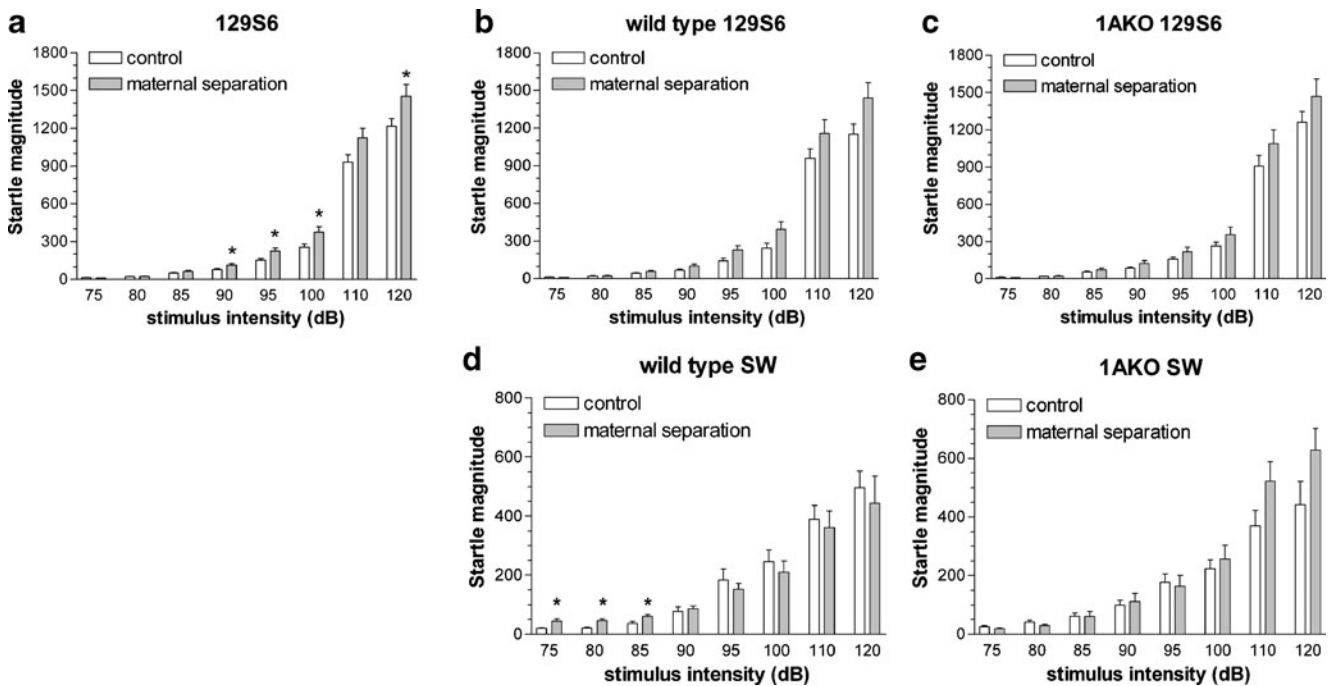 a
129S6
1800
1500
1200
900
600
300
0
Startle magnitude
control
maternal separation
*
*
*
*
75 80 85 90 95 100 110 120
stimulus intensity (dB)
b
wild type 129S6
1800
1500
1200
900
600
300
0
Startle magnitude
control
maternal separation
75 80 85 90 95 100 110 120
stimulus intensity (dB)
c
1AKO 129S6
1800
1500
1200
900
600
300
0
Startle magnitude
control
maternal separation
75 80 85 90 95 100 110 120
stimulus intensity (dB)
d
wild type SW
800
600
400
200
0
Startle magnitude
control
maternal separation
* * *
75 80 85 90 95 100 110 120
stimulus intensity (dB)
e
1AKO SW
800
600
400
200
0
Startle magnitude
control
maternal separation
75 80 85 90 95 100 110 120
stimulus intensity (dB)